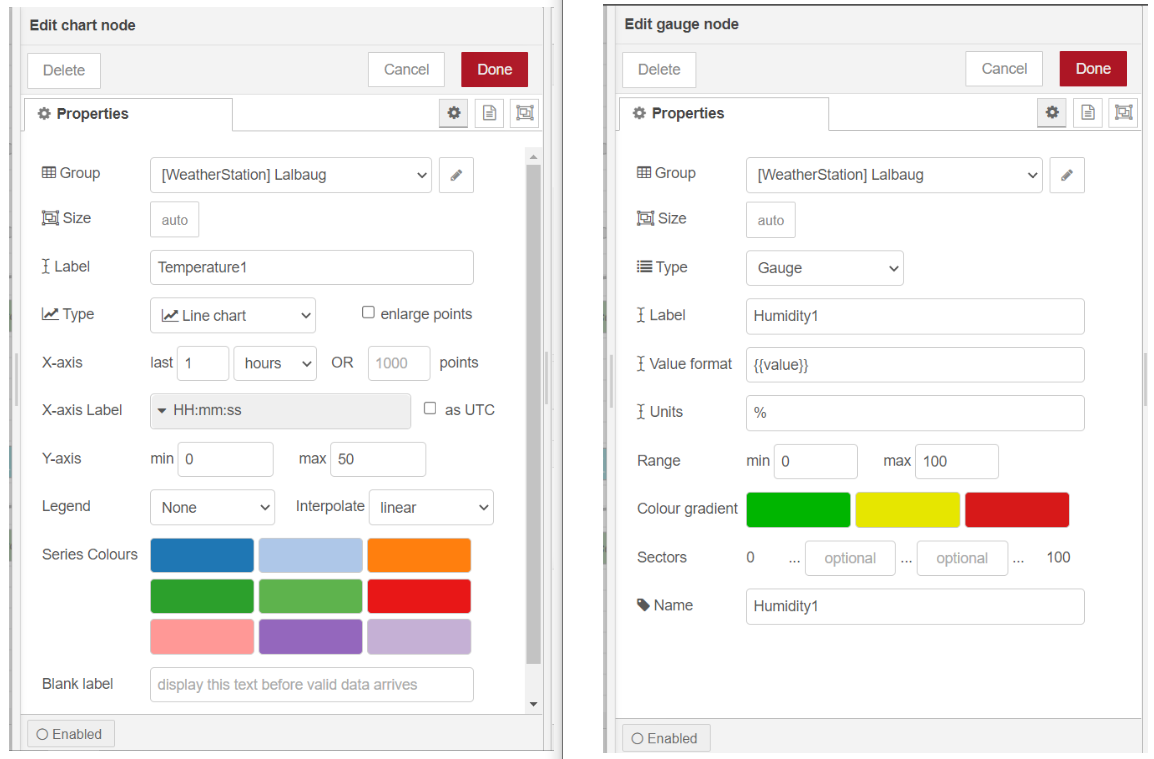 Edit chart node
Delete Cancel Done
Properties
Group [WeatherStation] Lalbaug
Size auto
Label Temperature1
Type Line chart enlarge points
X-axis last 1 hours OR 1000 points
X-axis Label HH:mm:ss as UTC
Y-axis min 0 max 50
Legend None Interpolate linear
Series Colours
Blank label display this text before valid data arrives
Enabled
Edit gauge node
Delete Cancel Done
Properties
Group [WeatherStation] Lalbaug
Size auto
Type Gauge
Label Humidity1
Value format {{value}}
Units %
Range min 0 max 100
Colour gradient
Sectors 0 ... optional ... optional ... 100
Name Humidity1
Enabled